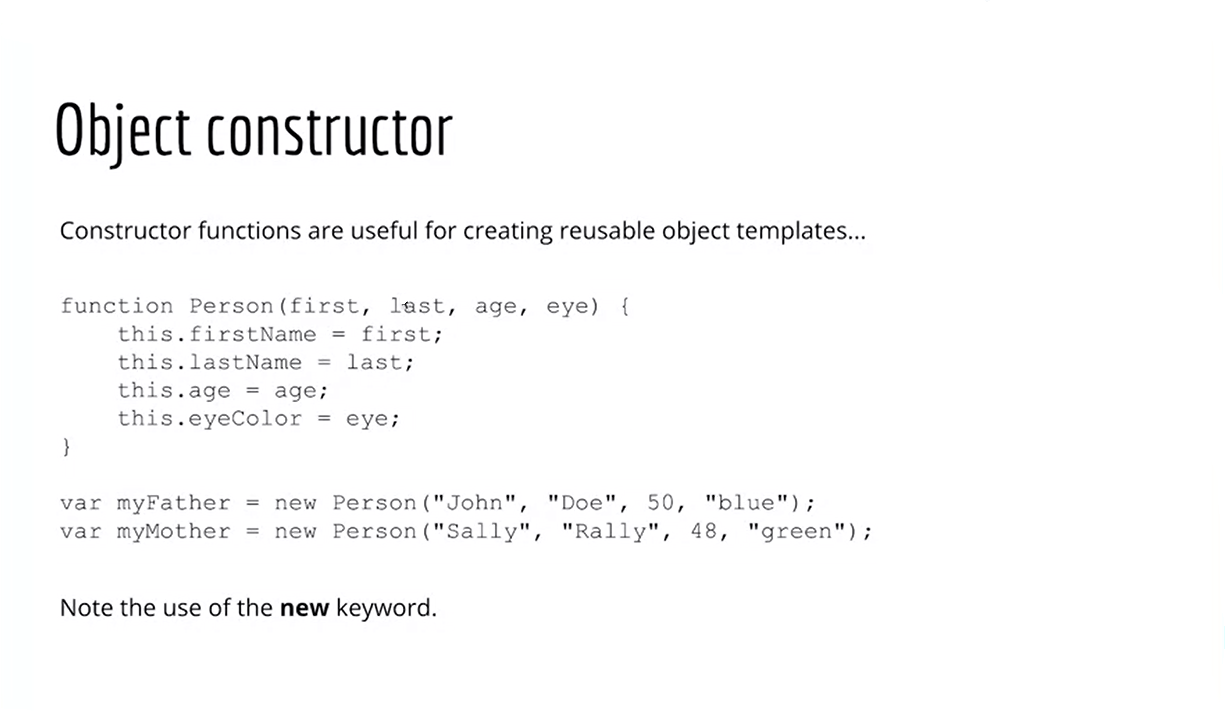 Object constructor
Constructor functions are useful for creating reusable object templates...
function Person(first, last, age, eye) {
    this.firstName = first;
    this.lastName = last;
    this.age = age;
    this.eyeColor = eye;
}
var myFather = new Person("John", "Doe", 50, "blue");
var myMother = new Person("Sally", "Rally", 48, "green");
Note the use of the new keyword.